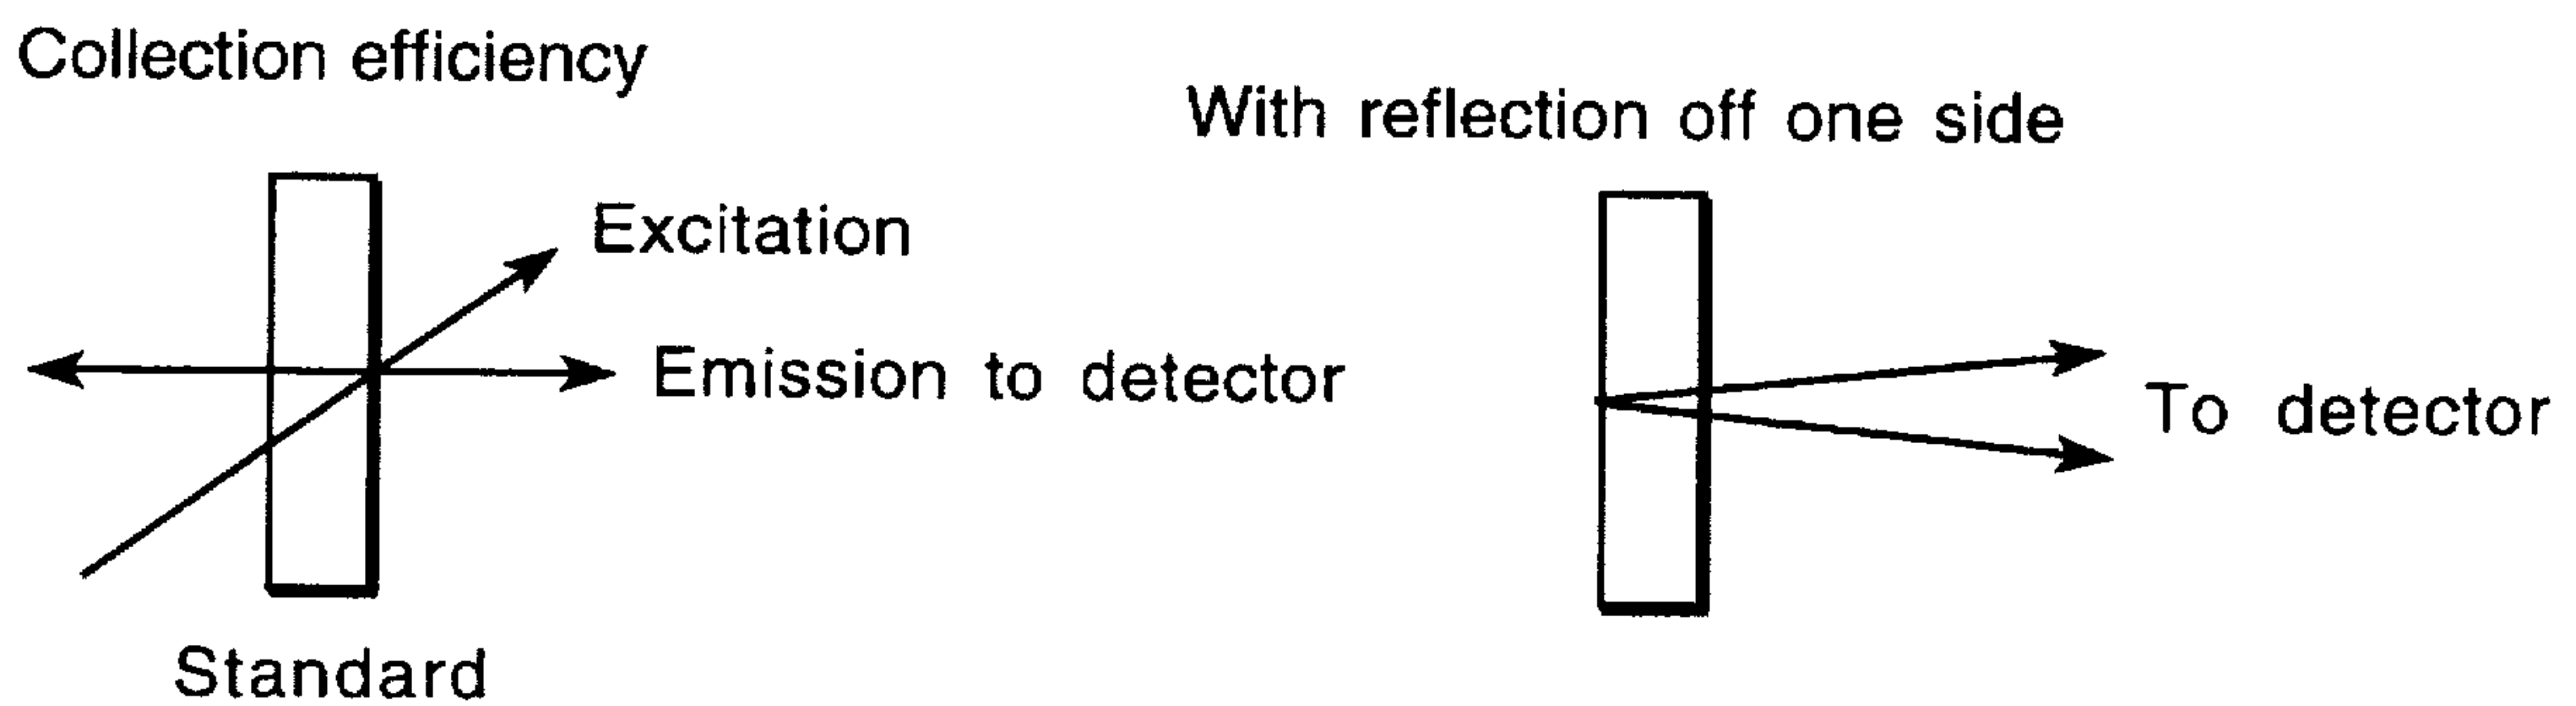 Collection efficiency
With reflection off one side
Excitation
Emission to detector
To detector
Standard